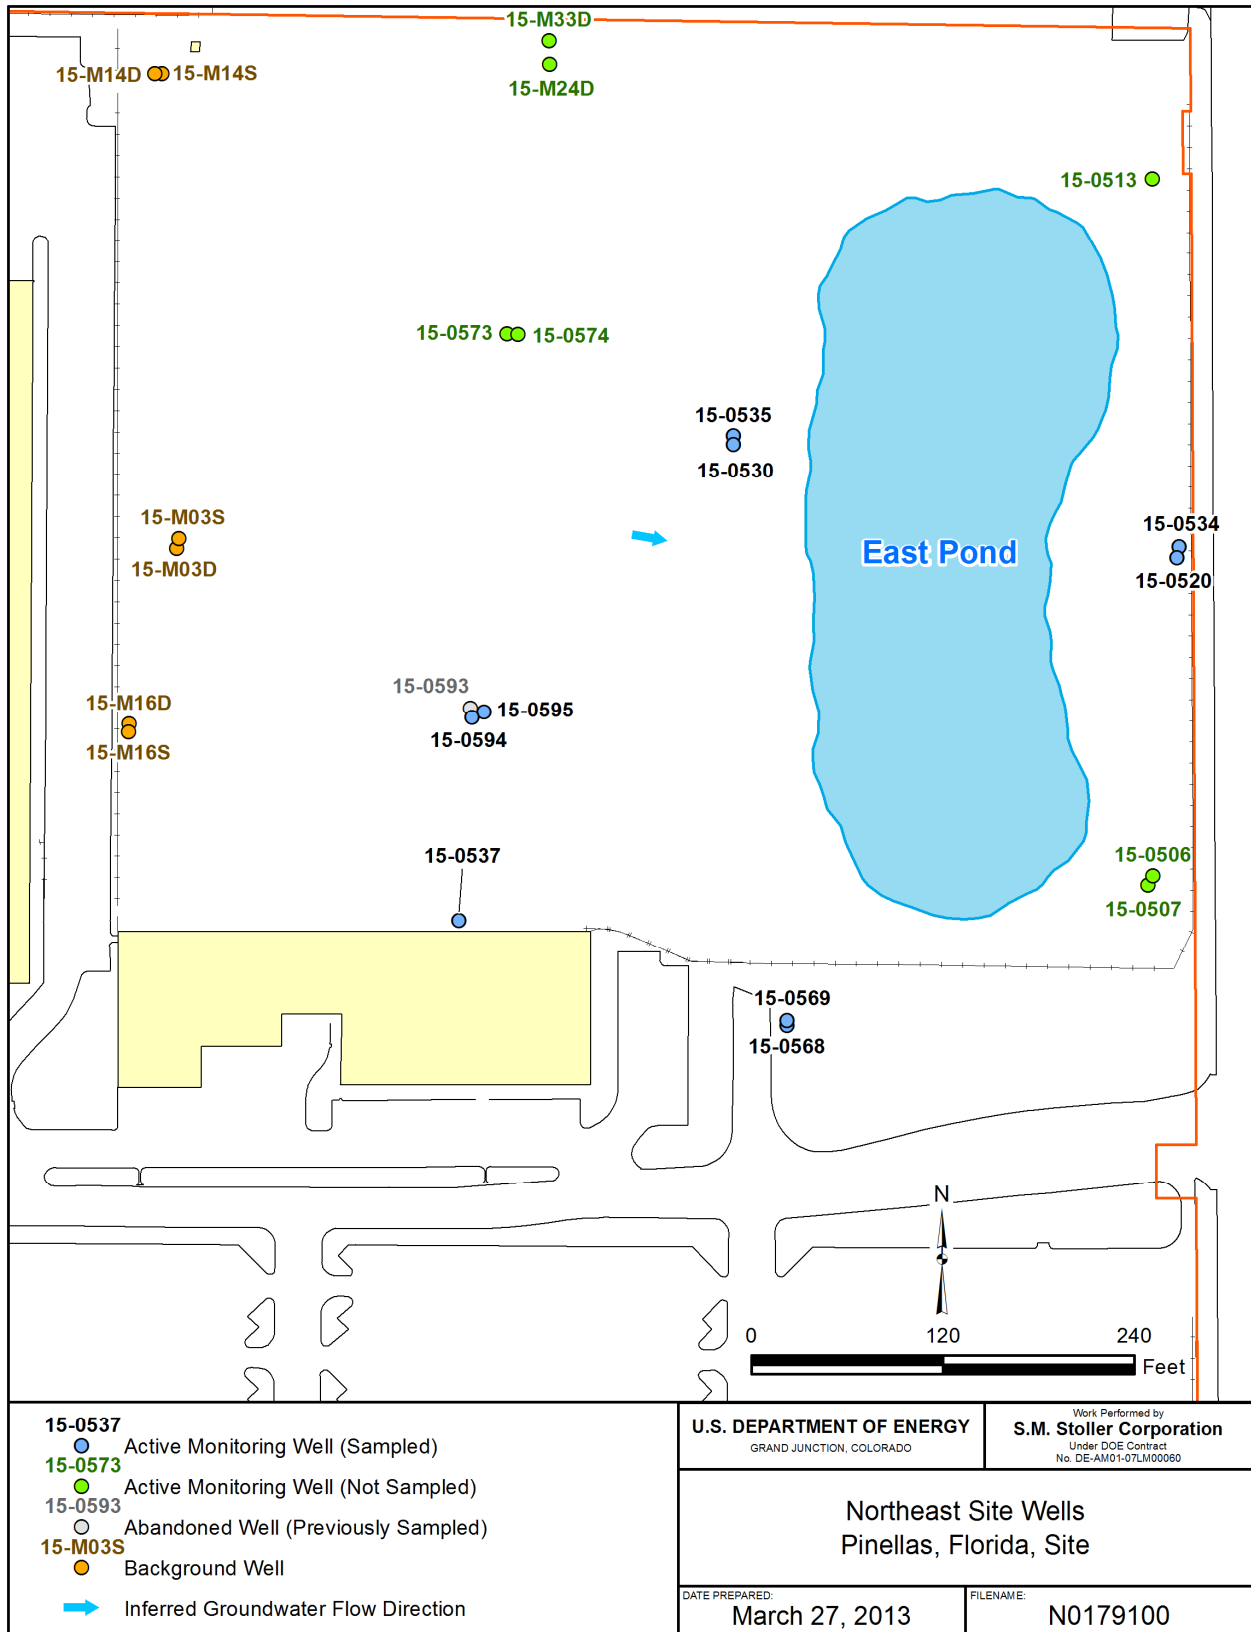 15-M33D
15-M14D
15-M14S
15-M24D
15-0513
15-0573
15-0574
15-0535
15-0530
15-M03S
15-M03D
East Pond
15-0534
15-0520
15-0593
15-M16D
15-0595
15-0594
15-M16S
15-0537
15-0506
15-0507
15-0569
15-0568
N
0 120 240
Feet
15-0537
Active Monitoring Well (Sampled)
15-0573
Active Monitoring Well (Not Sampled)
15-0593
Abandoned Well (Previously Sampled)
15-M03S
Background Well
Inferred Groundwater Flow Direction
U.S. DEPARTMENT OF ENERGY
GRAND JUNCTION, COLORADO
Work Performed by
S.M. Stoller Corporation
Under DOE Contract
No. DE-AM01-07LM00060
Northeast Site Wells
Pinellas, Florida, Site
DATE PREPARED:
March 27, 2013
FILENAME:
N0179100